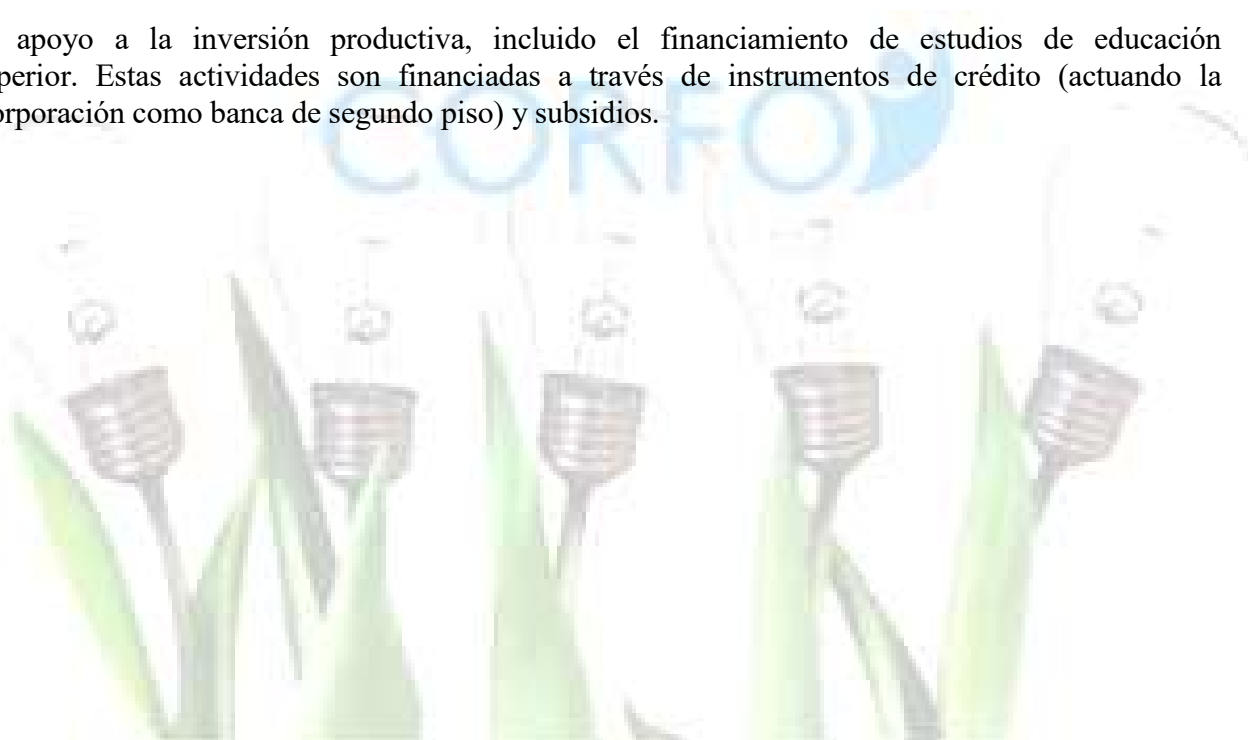 apoyo a la inversión productiva, incluido el financiamiento de estudios de educación
perior. Estas actividades son financiadas a través de instrumentos de crédito (actuando la
orporación como banca de segundo piso) y subsidios.
CORFO